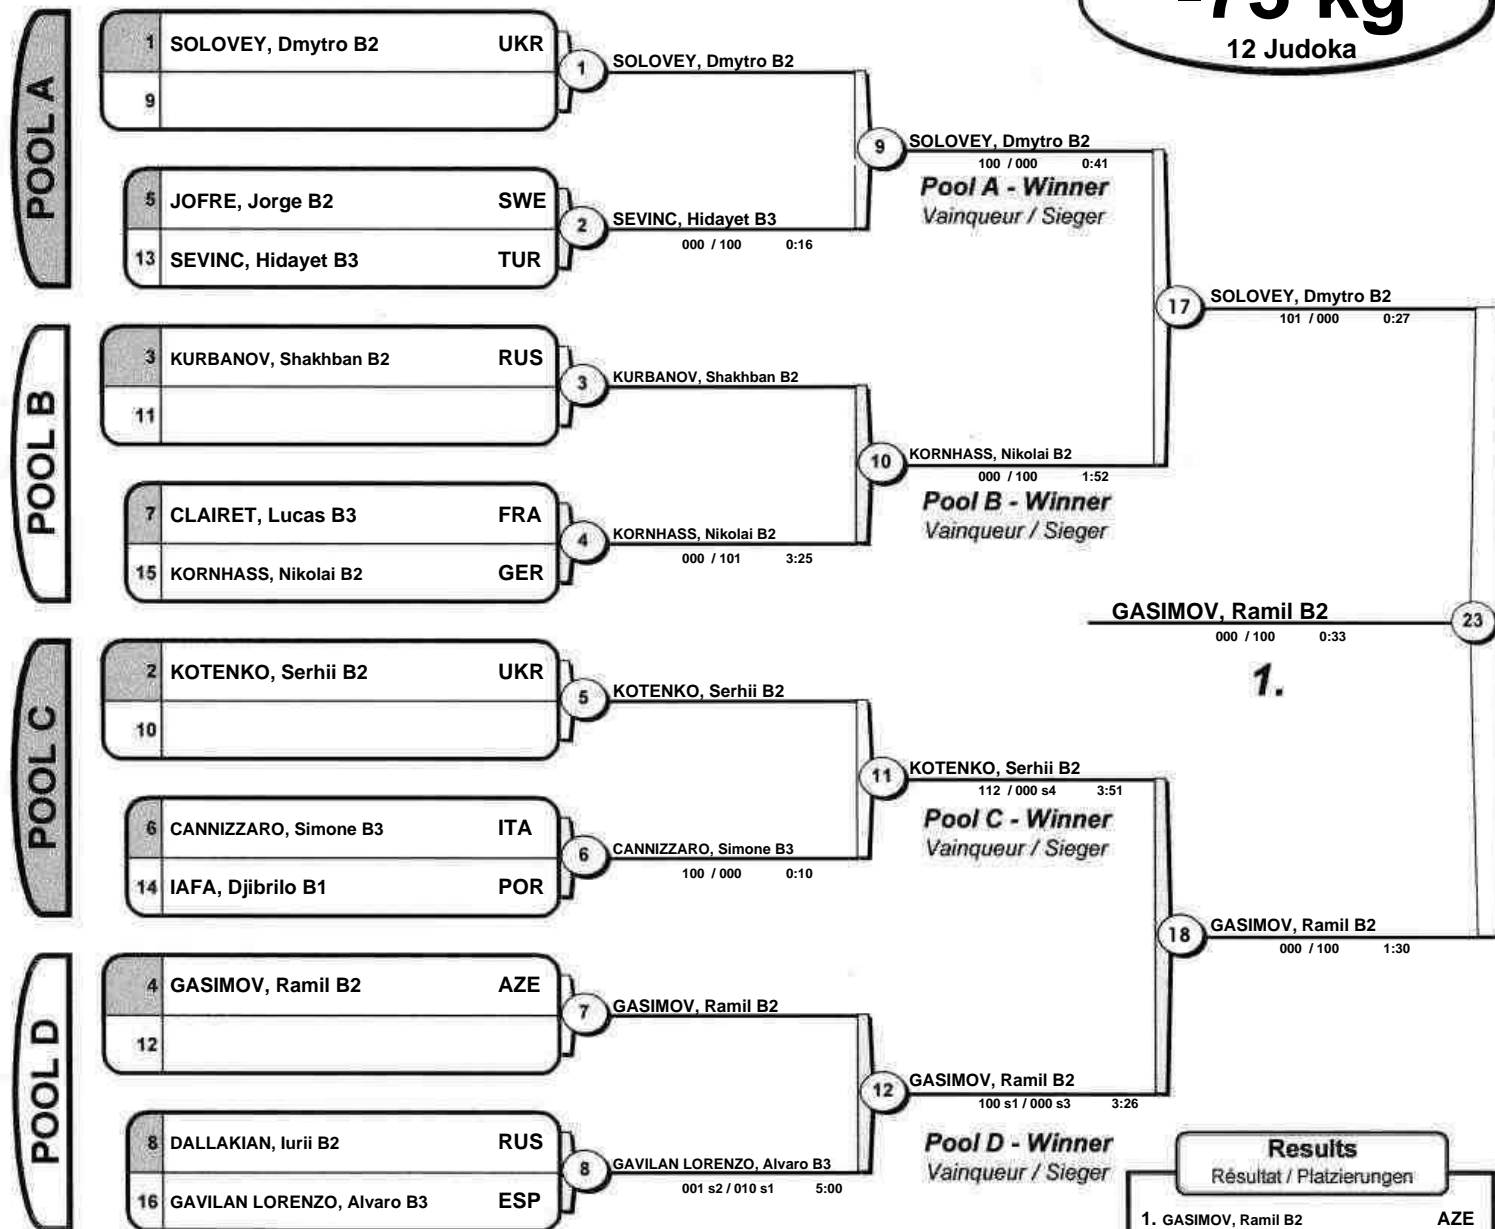 -73 kg
12 Judoka
POOL A
1 SOLOVEY, Dmytro B2 UKR
9
1 SOLOVEY, Dmytro B2
5 JOFRE, Jorge B2 SWE
13 SEVINC, Hidayet B3 TUR
2 SEVINC, Hidayet B3
000 / 100 0:16
9 SOLOVEY, Dmytro B2
100 / 000 0:41
Pool A - Winner
Vainqueur / Sieger
POOL B
3 KURBANOV, Shakhban B2 RUS
11
3 KURBANOV, Shakhban B2
7 CLAIRET, Lucas B3 FRA
15 KORNHASS, Nikolai B2 GER
4 KORNHASS, Nikolai B2
000 / 101 3:25
10 KORNHASS, Nikolai B2
000 / 100 1:52
Pool B - Winner
Vainqueur / Sieger
17 SOLOVEY, Dmytro B2
101 / 000 0:27
GASIMOV, Ramil B2 23
000 / 100 0:33
1.
POOL C
2 KOTENKO, Serhii B2 UKR
10
5 KOTENKO, Serhii B2
6 CANNIZZARO, Simone B3 ITA
14 IAFA, Djibrilo B1 POR
6 CANNIZZARO, Simone B3
100 / 000 0:10
11 KOTENKO, Serhii B2
112 / 000 s4 3:51
Pool C - Winner
Vainqueur / Sieger
POOL D
4 GASIMOV, Ramil B2 AZE
12
7 GASIMOV, Ramil B2
8 DALLAKIAN, Iurii B2 RUS
16 GAVILAN LORENZO, Alvaro B3 ESP
8 GAVILAN LORENZO, Alvaro B3
001 s2 / 010 s1 5:00
12 GASIMOV, Ramil B2
100 s1 / 000 s3 3:26
Pool D - Winner
Vainqueur / Sieger
18 GASIMOV, Ramil B2
000 / 100 1:30
Results
Résultat / Platzierungen
1. GASIMOV, Ramil B2 AZE